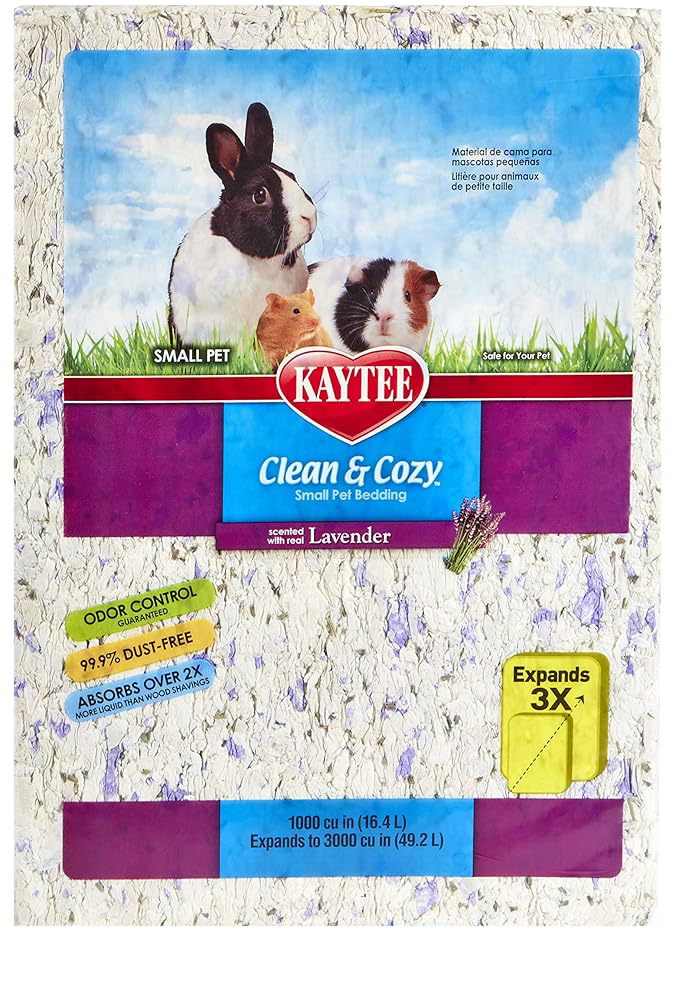 Material de cama para
mascotas pequeñas
Litière pour animaux
de petite taille
SMALL PET
Safe for Your Pet
KAYTEE®
Clean & Cozy™
Small Pet Bedding
scented
with real Lavender
ODOR CONTROL
GUARANTEED
99.9% DUST-FREE
ABSORBS OVER 2X
MORE LIQUID THAN WOOD SHAVINGS
Expands
3X
1000 cu in (16.4 L)
Expands to 3000 cu in (49.2 L)